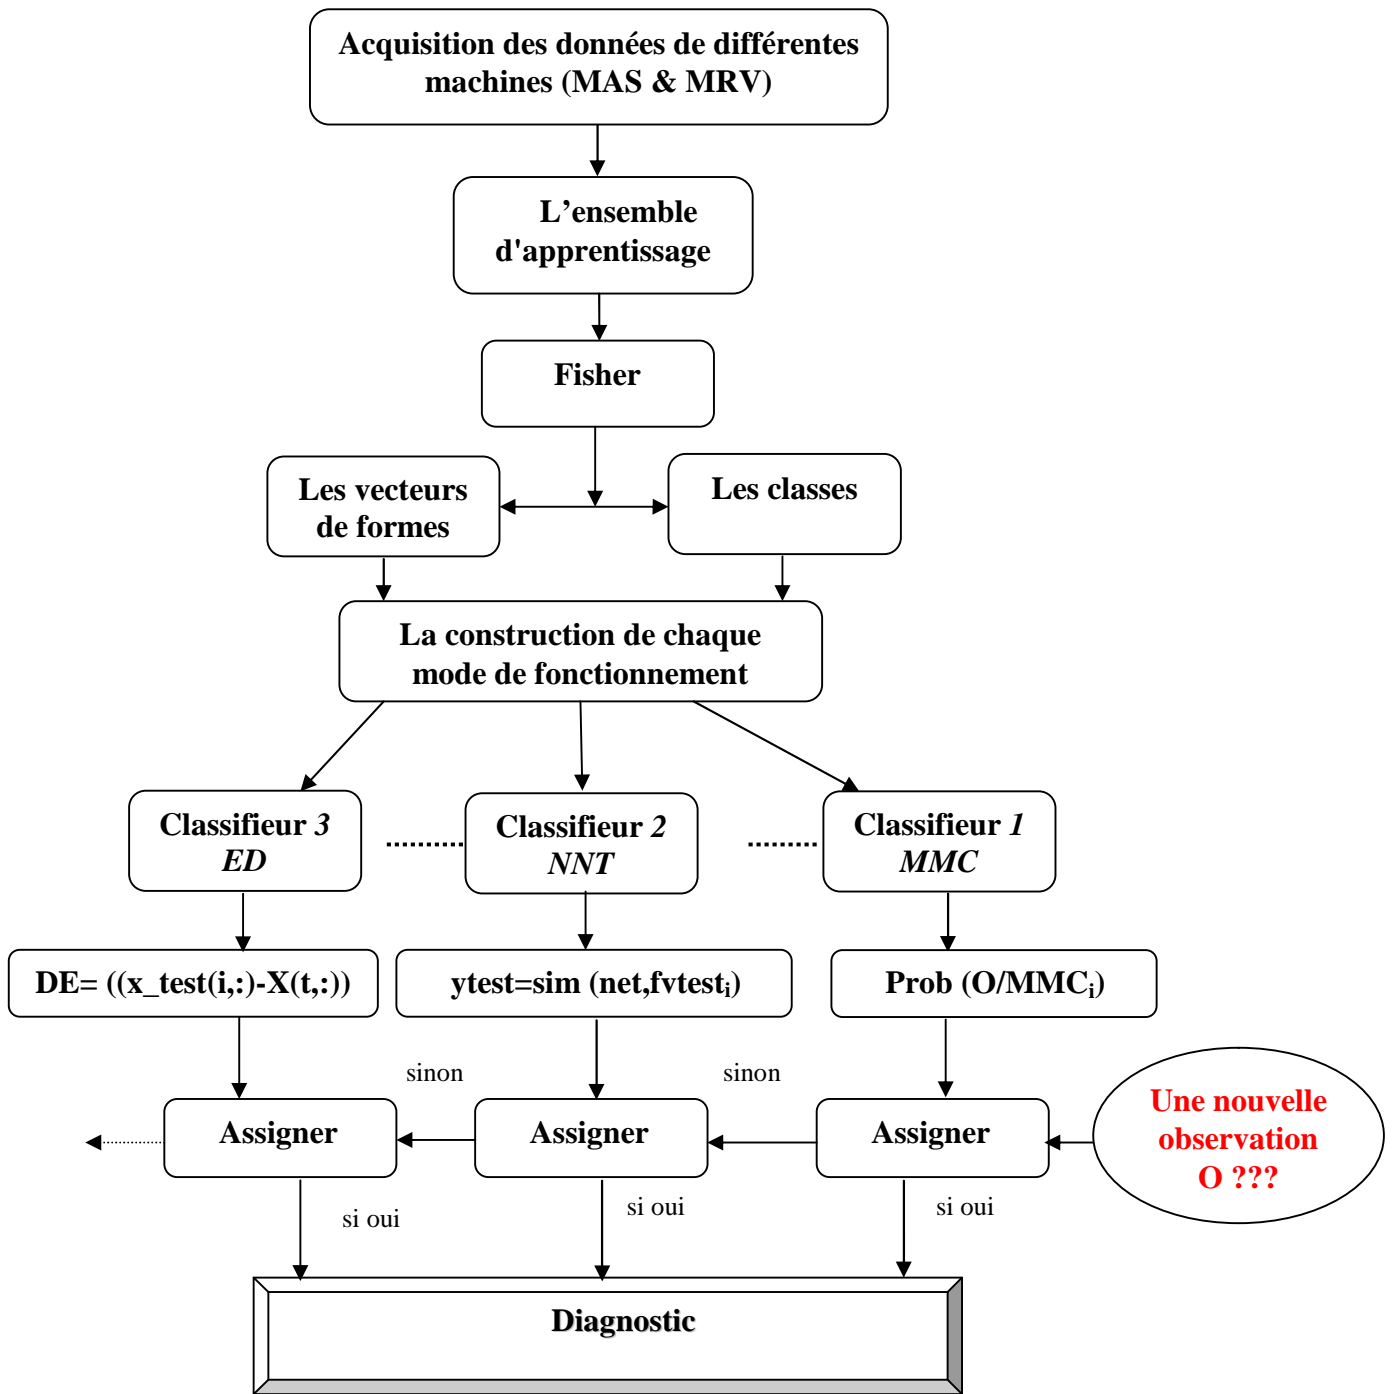 Acquisition des données de différentes
machines (MAS & MRV)
L’ensemble
d'apprentissage
Fisher
Les vecteurs
de formes
Les classes
La construction de chaque
mode de fonctionnement
Classifieur 3
ED
Classifieur 2
NNT
Classifieur 1
MMC
DE= ((x_test(i,:)-X(t,:))
ytest=sim (net,fvtestᵢ)
Prob (O/MMCᵢ)
sinon
sinon
Assigner
Assigner
Assigner
Une nouvelle
observation
O ???
si oui
si oui
si oui
Diagnostic